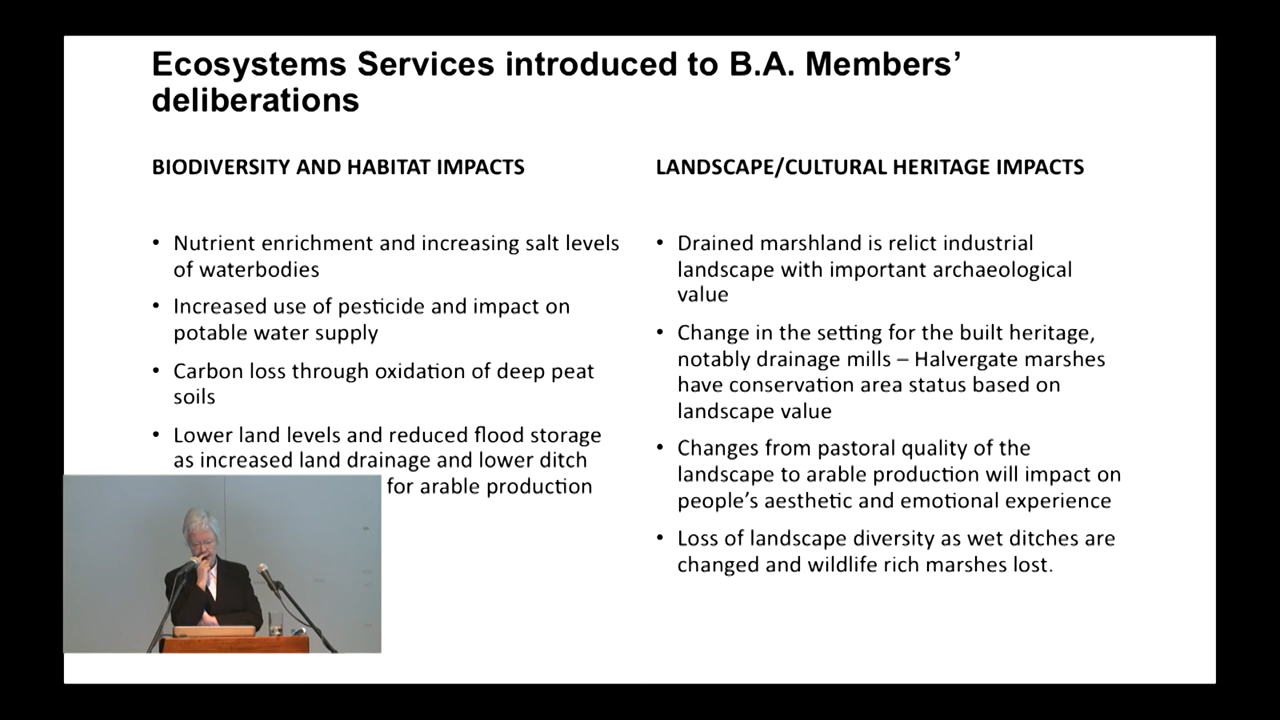 Ecosystems Services introduced to B.A. Members’
deliberations
BIODIVERSITY AND HABITAT IMPACTS
• Nutrient enrichment and increasing salt levels
of waterbodies
• Increased use of pesticide and impact on
potable water supply
• Carbon loss through oxidation of deep peat
soils
• Lower land levels and reduced flood storage
as increased land drainage and lower ditch
for arable production
LANDSCAPE/CULTURAL HERITAGE IMPACTS
• Drained marshland is relict industrial
landscape with important archaeological
value
• Change in the setting for the built heritage,
notably drainage mills – Halvergate marshes
have conservation area status based on
landscape value
• Changes from pastoral quality of the
landscape to arable production will impact on
people’s aesthetic and emotional experience
• Loss of landscape diversity as wet ditches are
changed and wildlife rich marshes lost.